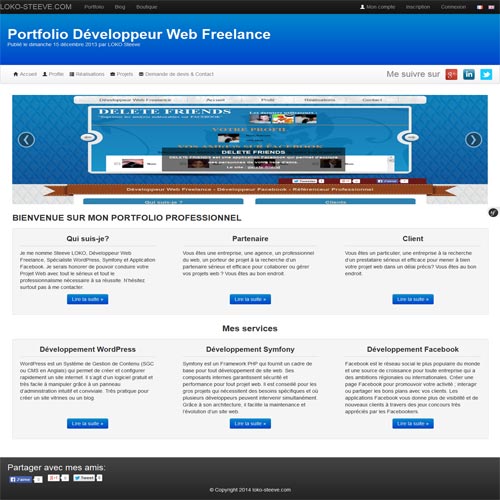 LOKO-STEEVE.COM Portfolio Blog Boutique Mon compte Inscription Connexion
Portfolio Développeur Web Freelance
Publié le dimanche 15 décembre 2013 par LOKO Steeve
Accueil Profile Réalisations Projets Demande de devis & Contact Me suivre sur
Développeur Web Freelance Accueil Profil Réalisations Contact
DELETE FRIENDS
VOTRE PROFIL
DELETE FRIENDS
DELETE FRIENDS est une application Facebook qui permet d'exclure
des personnes de votre liste d'amis.
Développeur Web Freelance - Développeur Facebook - Référenceur Professionnel
Qui suis-je? Services
BIENVENUE SUR MON PORTFOLIO PROFESSIONNEL
Qui suis-je?
Je me nomme Steeve LOKO, Développeur Web
Freelance, Spécialiste WordPress, Symfony et Application
Facebook. Je serais honorer de pouvoir conduire votre
Projet Web avec tout le sérieux et tout le
professionnalisme nécessaire à sa réussite. N'hésitez
surtout pas à me contacter.
Lire la suite »
Partenaire
Vous êtes une entreprise, une agence, un professionnel
du web, un porteur de projet à la recherche d'un
partenaire sérieux et efficace pour collaborer ou gérer
vos projets web ? Vous êtes au bon endroit.
Lire la suite »
Client
Vous êtes un particulier, une entreprise à la recherche
d'un prestataire sérieux et efficace pour mener à bien
votre projet web dans un délai précis? Vous êtes au bon
endroit.
Lire la suite »
Mes services
Développement WordPress
WordPress est un Système de Gestion de Contenu (SGC
ou CMS en Anglais) qui permet de créer et configurer
rapidement un site internet. Il s'agit d'un logiciel gratuit et
très facile à manipuler grâce à un panneau
d'administration intuitif et convivial. Très pratique pour
créer un site vitrines ou un blog.
Lire la suite »
Développement Symfony
Symfony est un Framework PHP qui fournit un cadre de
base pour tout développement de site web. Ses
composants internes garantissent sécurité et
performance pour tout projet web. Il est conseillé pour les
gros projets qui nécessitent des besoins spécifiques et où
plusieurs développeurs peuvent intervenir simultanément.
Grâce à son architecture, il facilite la maintenance et
l'évolution d'un site web.
Lire la suite »
Développement Facebook
Facebook est le réseau social le plus populaire du monde
et une source de croissance pour toute entreprise qui a
des ambitions régionales ou internationales. Créer une
page Facebook pour promouvoir votre activité ; interagir
ou partager les bons plans avec vos clients. Les
applications Facebook vous donne plus de visibilité et de
nouveaux clients à travers des jeux concours très
appréciés par les Facebookers.
Lire la suite »
Partager avec mes amis:
J'aime Tweet
© Copyright 2014 loko-steeve.com